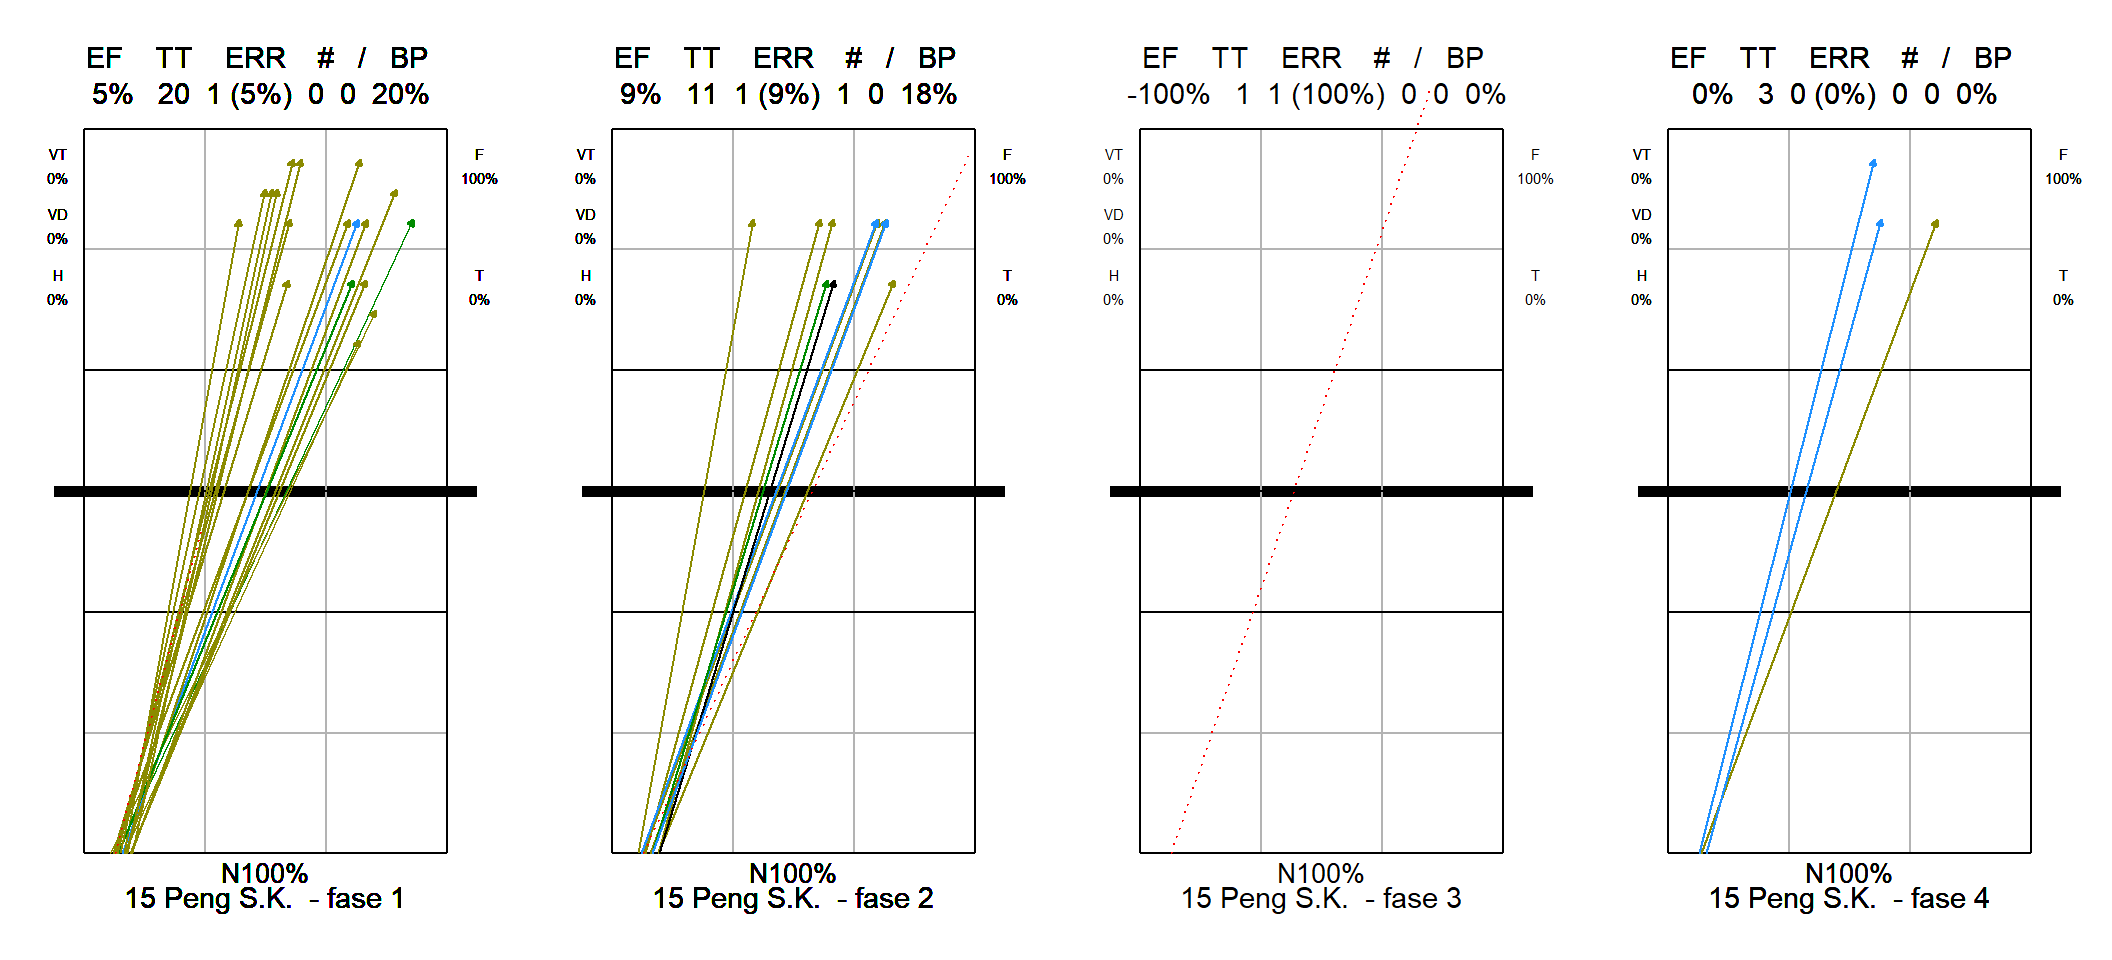 EF TT ERR # / BP
5% 20 1 (5%) 0 0 20%
VT
0%
VD
0%
H
0%
F
100%
T
0%
N100%
15 Peng S.K. - fase 1
EF TT ERR # / BP
9% 11 1 (9%) 1 0 18%
VT
0%
VD
0%
H
0%
F
100%
T
0%
N100%
15 Peng S.K. - fase 2
EF TT ERR # / BP
-100% 1 1 (100%) 0 0 0%
VT
0%
VD
0%
H
0%
F
100%
T
0%
N100%
15 Peng S.K. - fase 3
EF TT ERR # / BP
0% 3 0 (0%) 0 0 0%
VT
0%
VD
0%
H
0%
F
100%
T
0%
N100%
15 Peng S.K. - fase 4